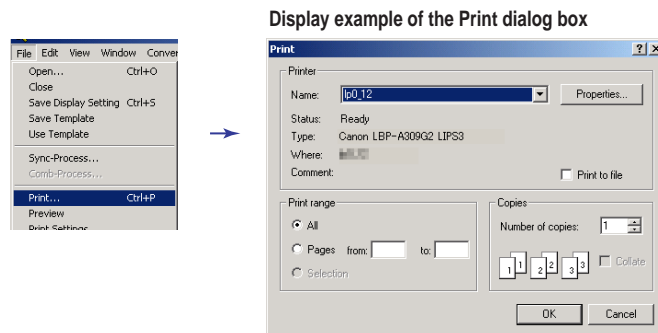 Display example of the Print dialog box
File Edit View Window Conver
Open... Ctrl+O
Close
Save Display Setting Ctrl+S
Save Template
Use Template
Sync-Process...
Comb-Process...
Print... Ctrl+P
Preview
Print Settings
Print
Printer
Name: lp0_12 Properties...
Status: Ready
Type: Canon LBP-A309G2 LIPS3
Where:
Comment: Print to file
Print range
All
Pages from: to:
Selection
Copies
Number of copies: 1
1 1 2 2 3 3 Collate
OK Cancel